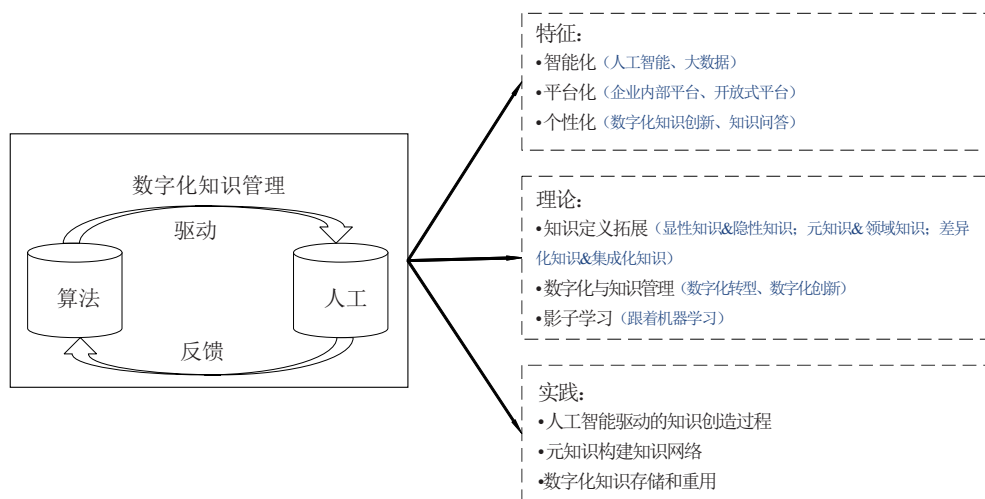 数字化知识管理
驱动
算法
人工
反馈
特征:
•智能化（人工智能、大数据）
•平台化（企业内部平台、开放式平台）
•个性化（数字化知识创新、知识问答）
理论:
•知识定义拓展（显性知识&隐性知识；元知识&领域知识；差异
化知识&集成化知识）
•数字化与知识管理（数字化转型、数字化创新）
•影子学习（跟着机器学习）
实践:
•人工智能驱动的知识创造过程
•元知识构建知识网络
•数字化知识存储和重用